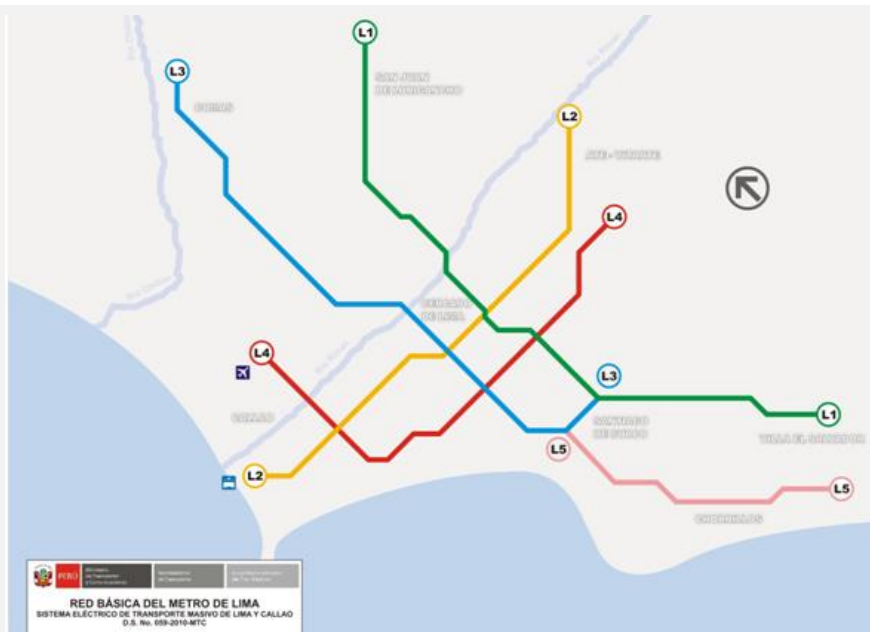 L1
L3
SAN JUAN
DE LURIGANCHO
COMAS
L2
ATE - VITARTE
L4
CERCADO
DE LIMA
L4
L3
CALLAO
SANTIAGO
DE SURCO
L1
VILLA EL SALVADOR
L5
L2
L5
CHORRILLOS
PERÚ
RED BÁSICA DEL METRO DE LIMA
SISTEMA ELÉCTRICO DE TRANSPORTE MASIVO DE LIMA Y CALLAO
D.S. No. 059-2010-MTC